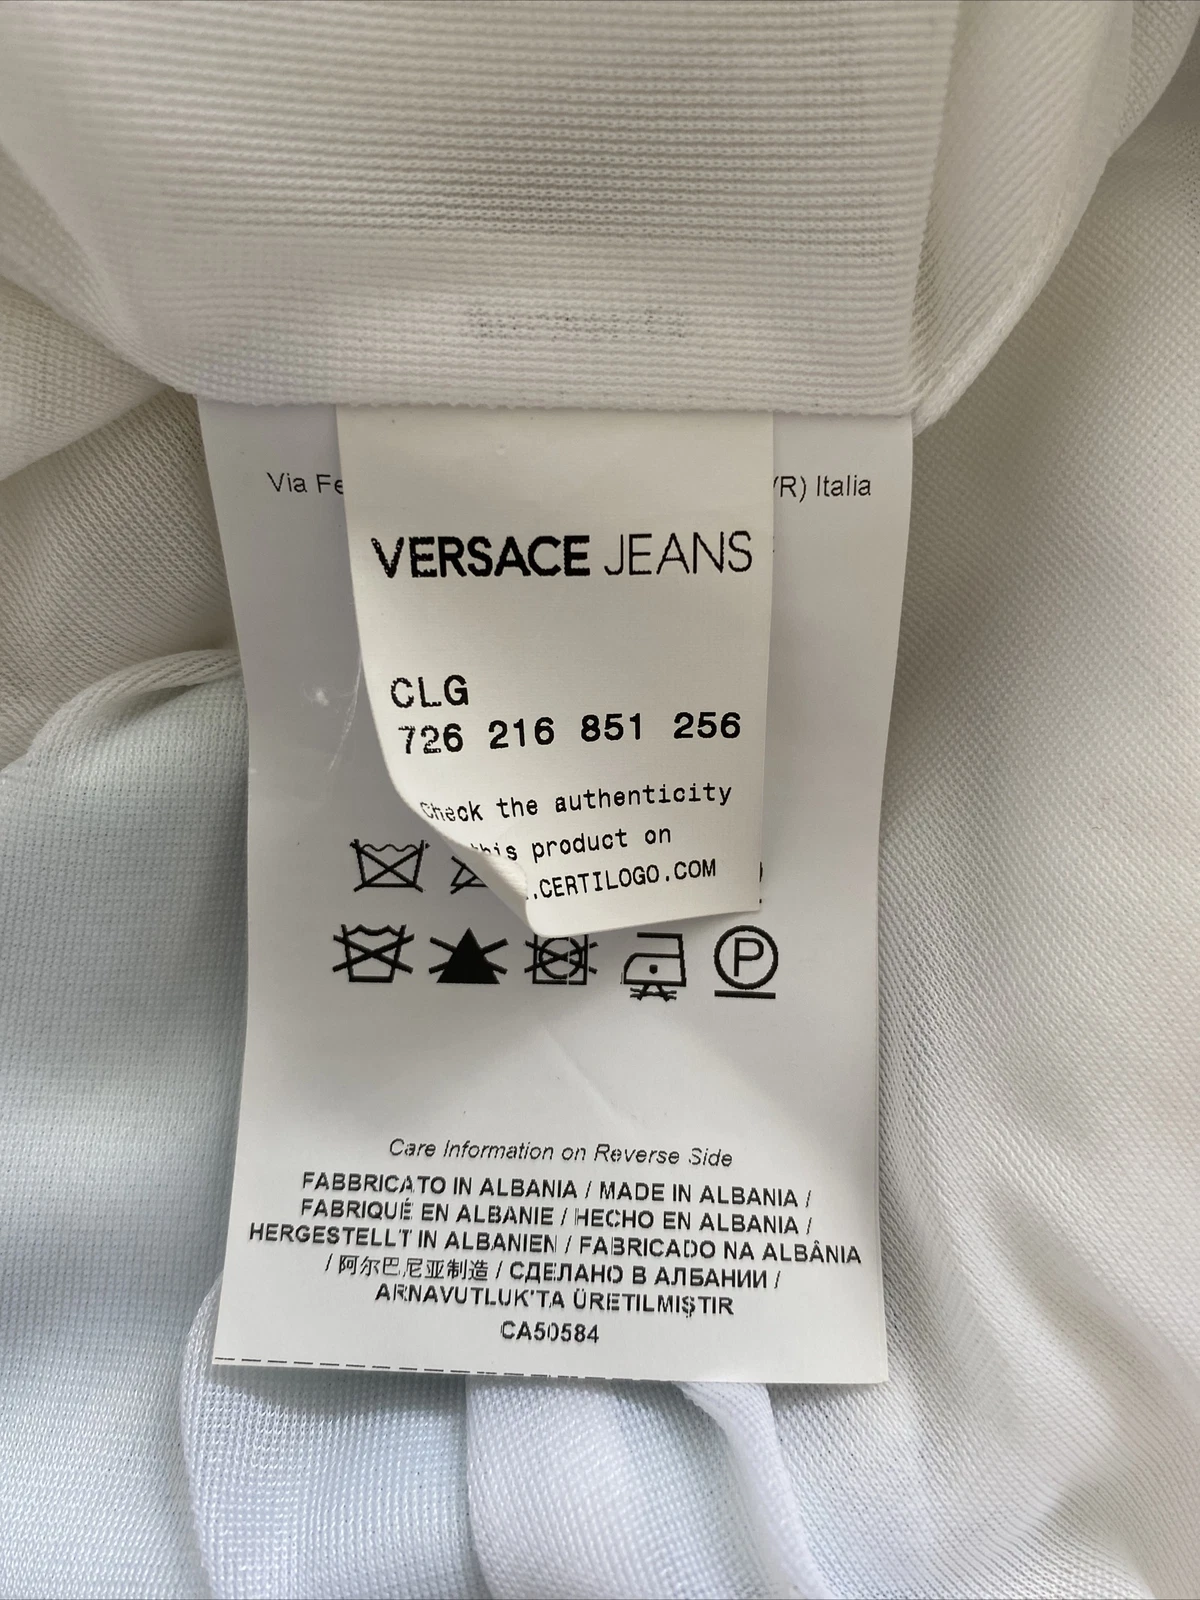 Via Fe
R) Italia
VERSACE JEANS
CLG
726 216 851 256
Check the authenticity
this product on
.CERTILOGO.COM
P
Care Information on Reverse Side
FABBRICATO IN ALBANIA / MADE IN ALBANIA /
FABRIQUÉ EN ALBANIE / HECHO EN ALBANIA /
HERGESTELLT IN ALBANIEN / FABRICADO NA ALBÂNIA
/ 阿尔巴尼亚制造 / СДЕЛАНО В АЛБАНИИ /
ARNAVUTLUK'TA ÜRETILMIŞTIR
CA50584